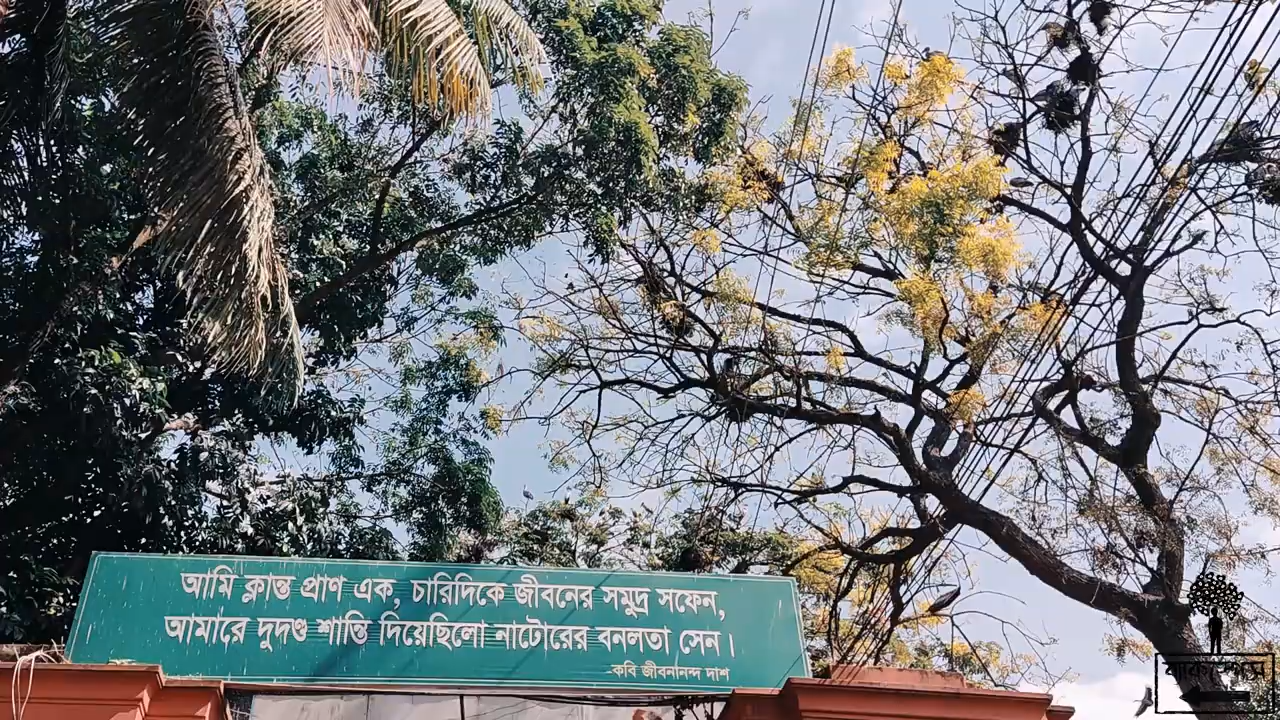 আমি ক্লান্ত প্রাণ এক, চারিদিকে জীবনের সমুদ্র সফেন,
আমারে দুদণ্ড শান্তি দিয়েছিলো নাটোরের বনলতা সেন।
-কবি জীবনানন্দ দাশ